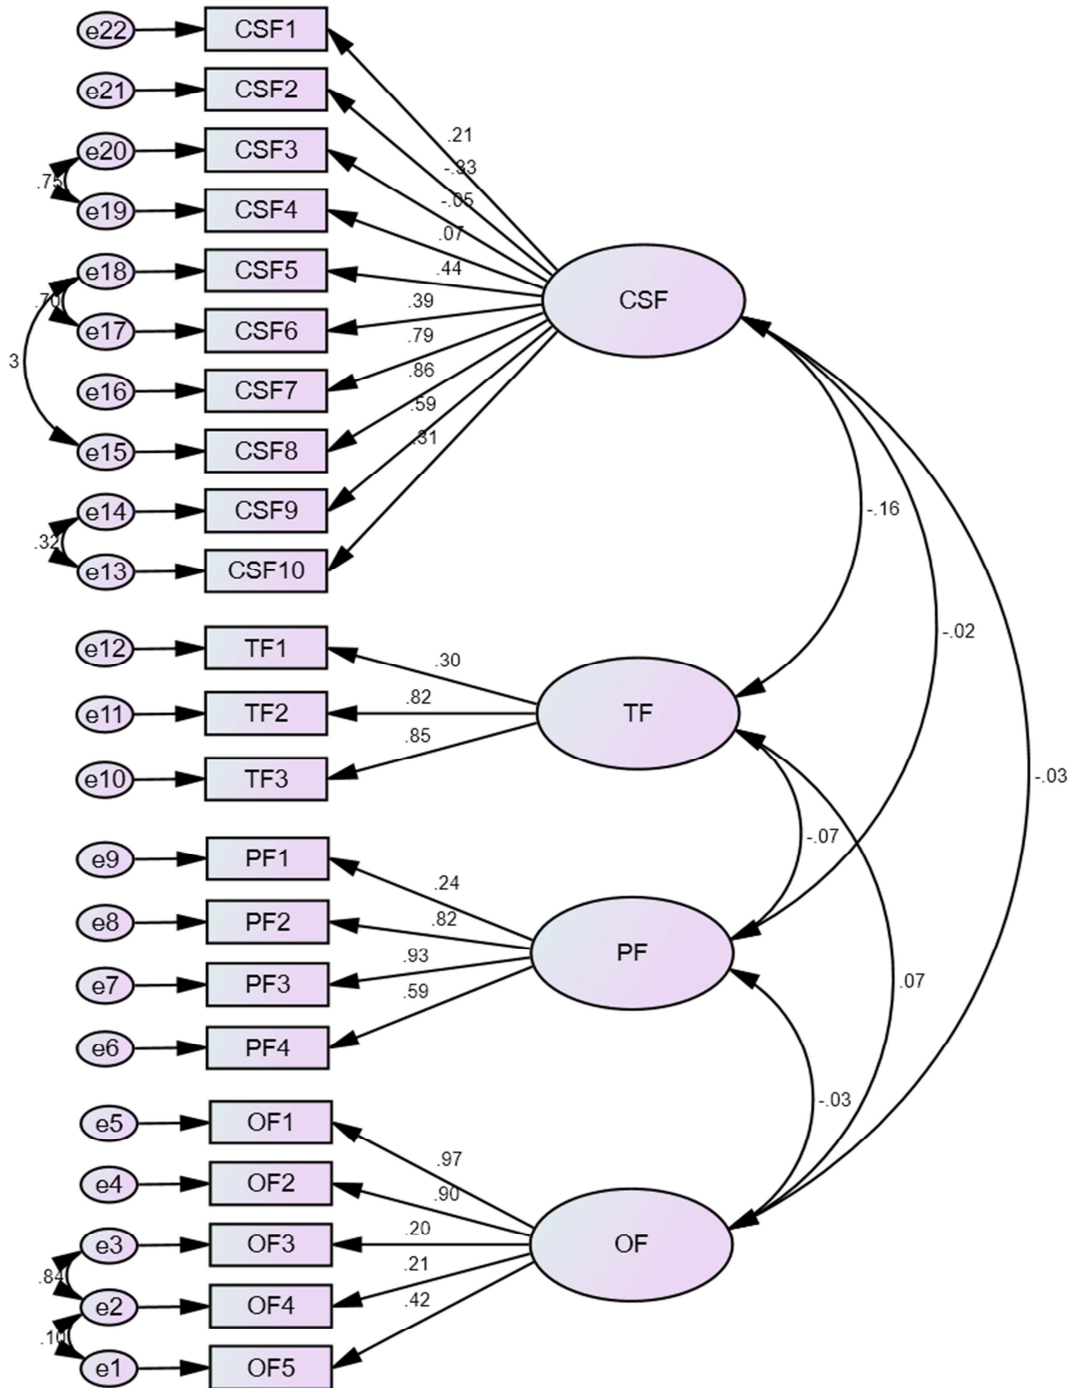 e22 CSF1
e21 CSF2
.21
e20 CSF3
-.33
.75
-.05
e19 CSF4
.07
e18 CSF5
.44
CSF
.70
.39
e17 CSF6
.79
3
.86
e16 CSF7
.59
.31
e15 CSF8
e14 CSF9
-.16
.32
e13 CSF10
-.02
e12 TF1
.30
.82
e11 TF2
TF
.85
e10 TF3
-.03
-.07
e9 PF1
.24
.82
e8 PF2
.93
PF
e7 PF3
.59
.07
e6 PF4
-.03
e5 OF1
.97
e4 OF2
.90
.20
e3 OF3
OF
.21
.84
e2 OF4
.42
.10
e1 OF5